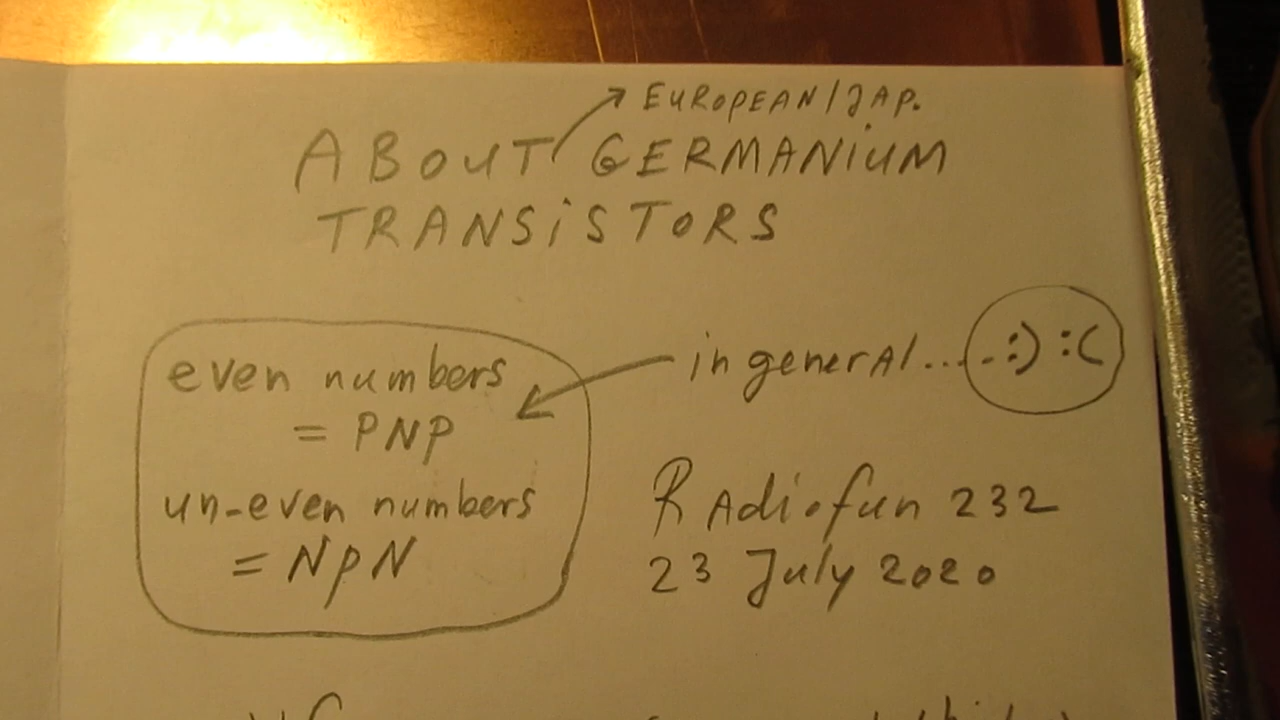 EUROPEAN/JAP.
ABOUT GERMANIUM
TRANSISTORS
even numbers
= PNP
un-even numbers
= NPN
in general.... :) :(
Radiofun 232
23 July 2020